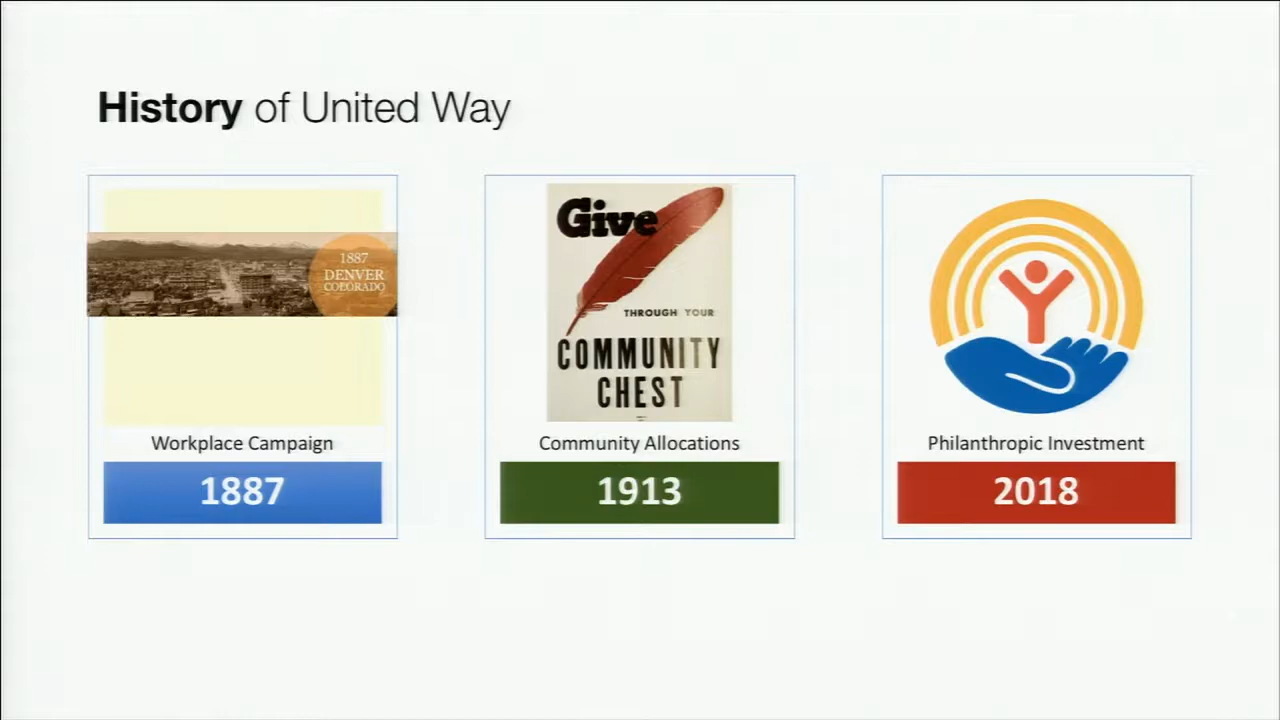 History of United Way
1887
DENVER
COLORADO
Workplace Campaign
1887
Give
THROUGH YOUR
COMMUNITY
CHEST
Community Allocations
1913
Philanthropic Investment
2018